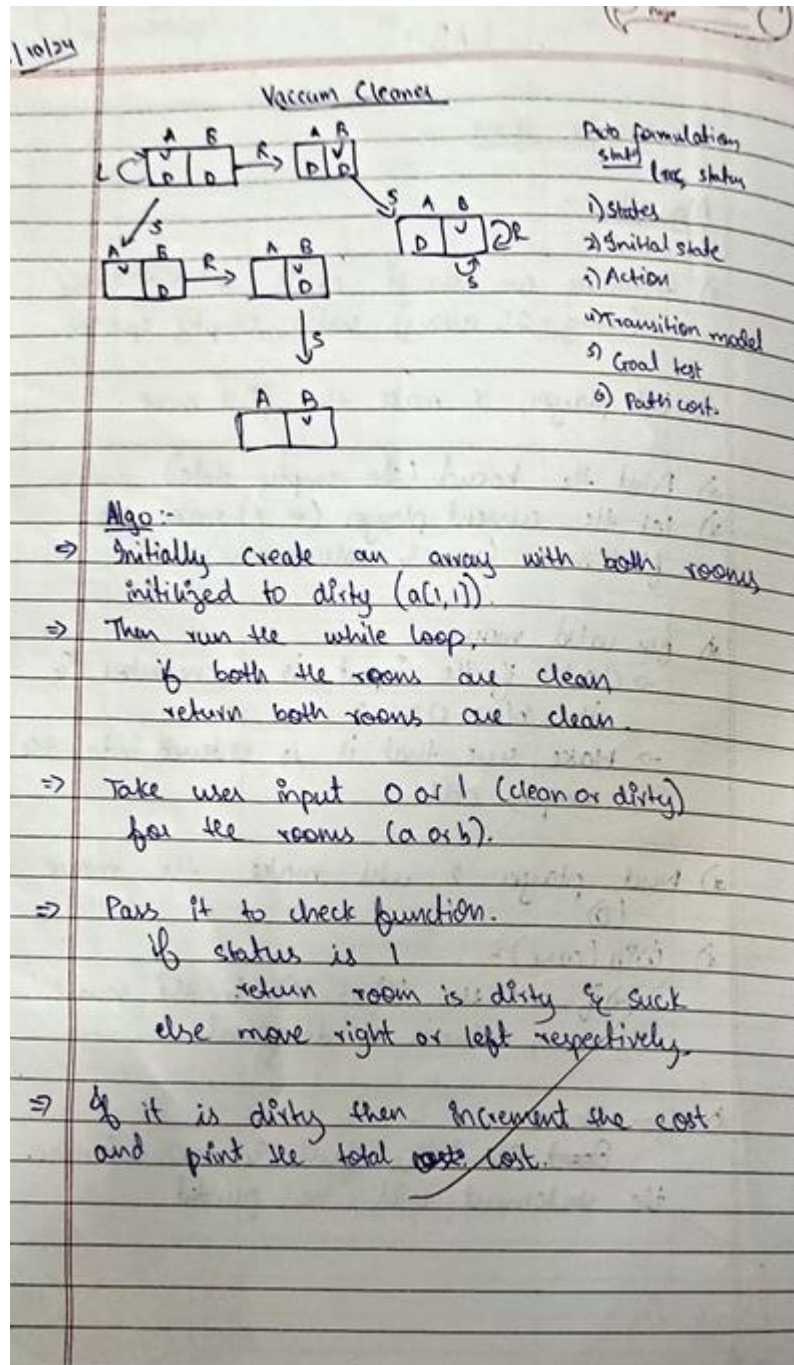 /10/24
Page
Vaccum Cleaner
A B
L V D D R
A B
D V D
S
S
A B
V D R
A B
V D
A B
D V R
S
S
A B
V
formulation
loc, status
1) States
2) Initial state
3) Action
4) Transition model
5) Goal test
6) Path cost.
Algo:
⇒ Initially create an array with both rooms
initilized to dirty (a[1,1]).
⇒ Then run the while loop,
if both the rooms are clean
return both rooms are clean.
⇒ Take user input 0 or 1 (clean or dirty)
for the rooms (a or b).
⇒ Pass it to check function.
if status is 1
return room is dirty & suck
else move right or left respectively.
⇒ If it is dirty then increment the cost
and print the total cost.